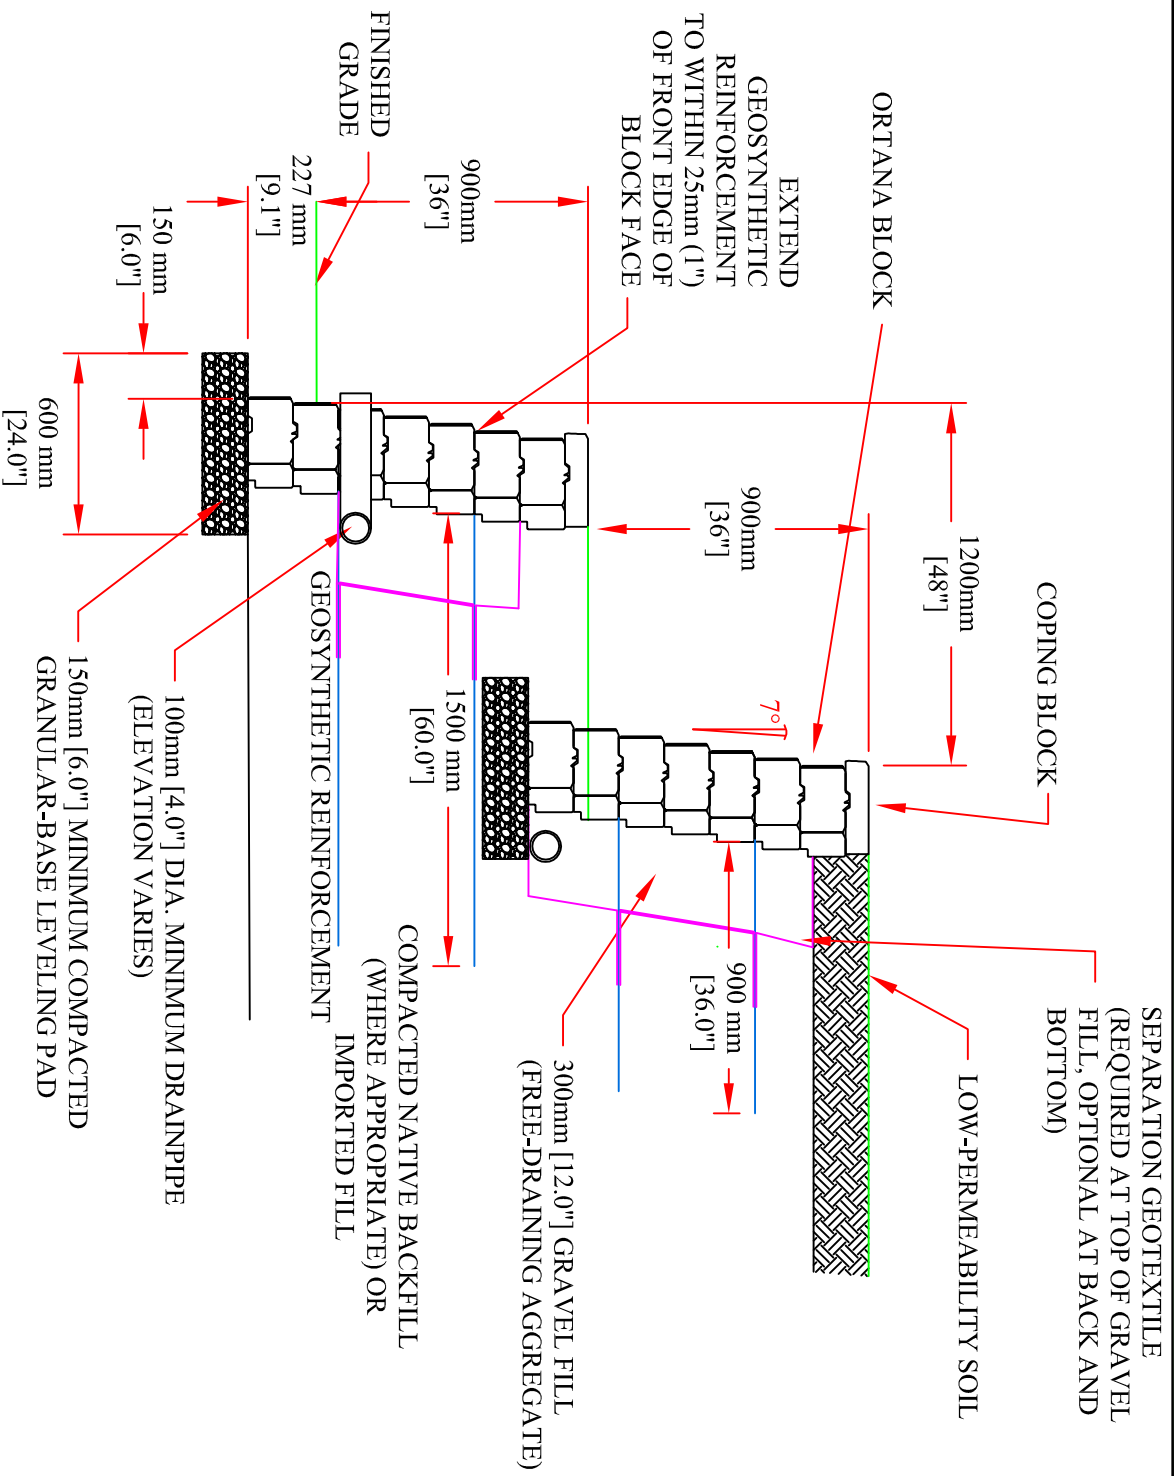 SEPARATION GEOTEXTILE
(REQUIRED AT TOP OF GRAVEL
FILL, OPTIONAL AT BACK AND
BOTTOM)
COPING BLOCK
LOW-PERMEABILITY SOIL
1200mm
[48"]
ORTANA BLOCK
EXTEND
GEOSYNTHETIC
REINFORCEMENT
TO WITHIN 25mm (1")
OF FRONT EDGE OF
BLOCK FACE
900mm
[36"]
7°
900 mm
[36.0"]
300mm [12.0"] GRAVEL FILL
(FREE-DRAINING AGGREGATE)
900mm
[36"]
1500 mm
[60.0"]
COMPACTED NATIVE BACKFILL
(WHERE APPROPRIATE) OR
IMPORTED FILL
FINISHED
GRADE
GEOSYNTHETIC REINFORCEMENT
227 mm
[9.1"]
150 mm
[6.0"]
100mm [4.0"] DIA. MINIMUM DRAINPIPE
(ELEVATION VARIES)
600 mm
[24.0"]
150mm [6.0"] MINIMUM COMPACTED
GRANULAR-BASE LEVELING PAD